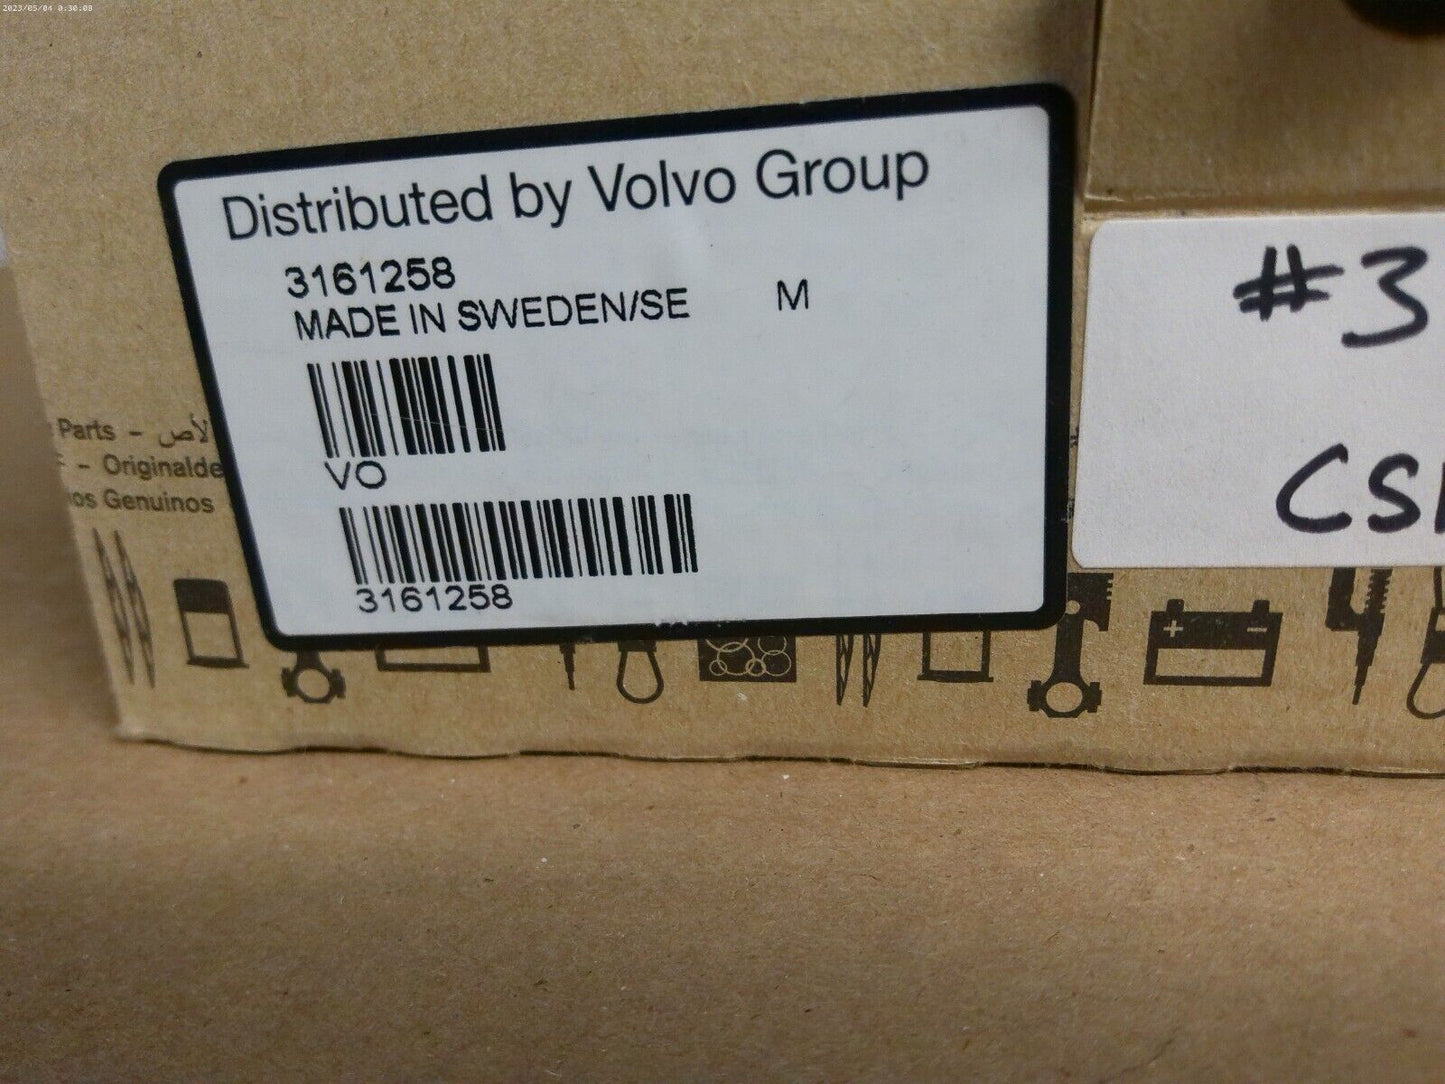 2023/05/04 0:30:08
Distributed by Volvo Group
3161258
MADE IN SWEDEN/SE M
VO
3161258
Parts -
- Originalde
os Genuinos
#3
CS